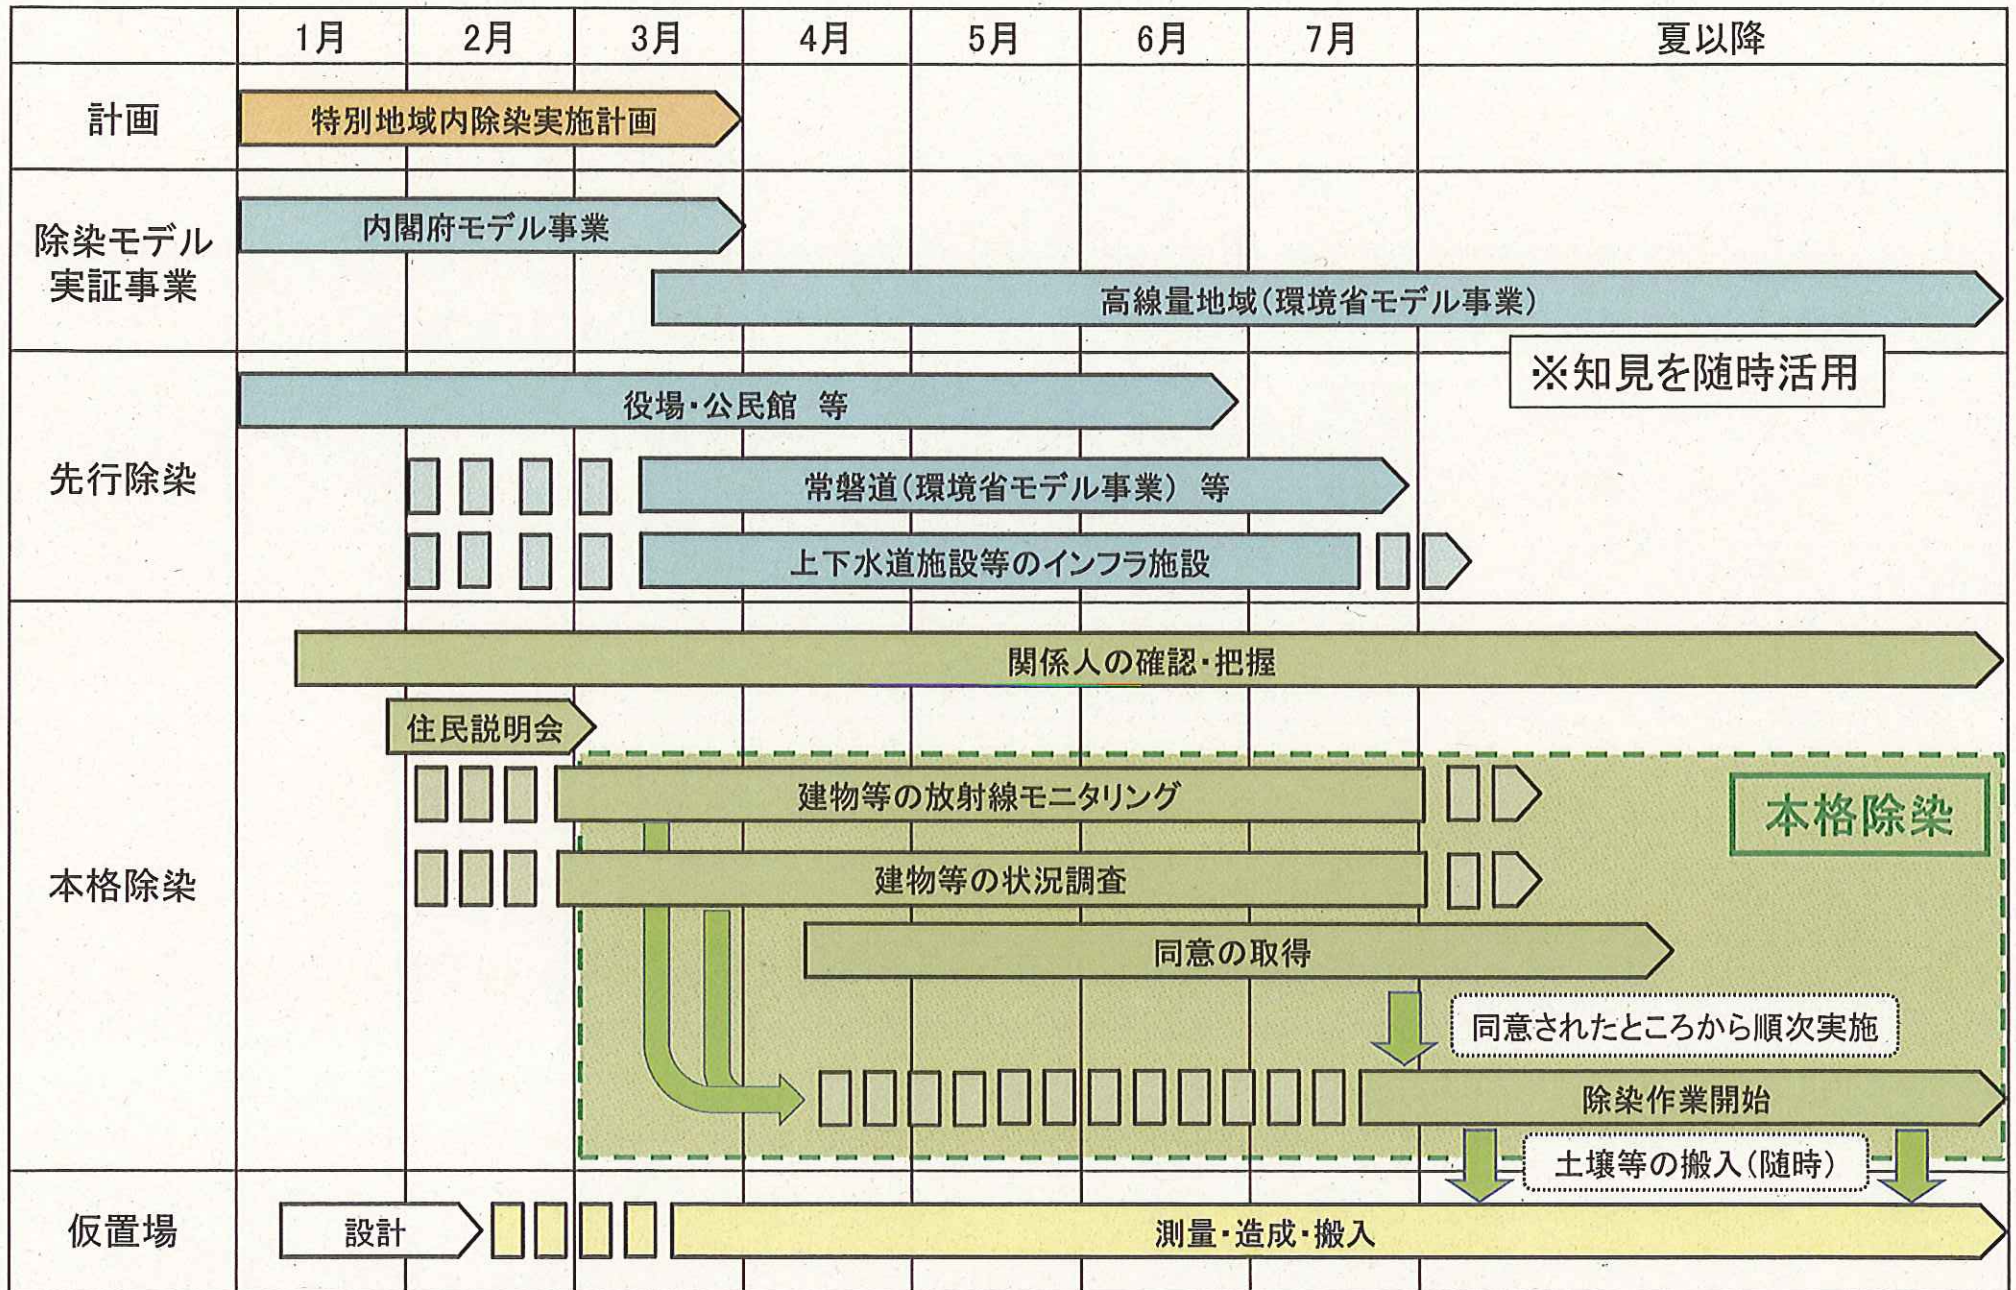 1月 2月 3月 4月 5月 6月 7月 夏以降
計画
特別地域内除染実施計画
除染モデル
実証事業
内閣府モデル事業
高線量地域(環境省モデル事業)
※知見を随時活用
先行除染
役場・公民館 等
常磐道(環境省モデル事業) 等
上下水道施設等のインフラ施設
本格除染
関係人の確認・把握
住民説明会
本格除染
建物等の放射線モニタリング
建物等の状況調査
同意の取得
同意されたところから順次実施
除染作業開始
土壌等の搬入(随時)
仮置場
設計
測量・造成・搬入